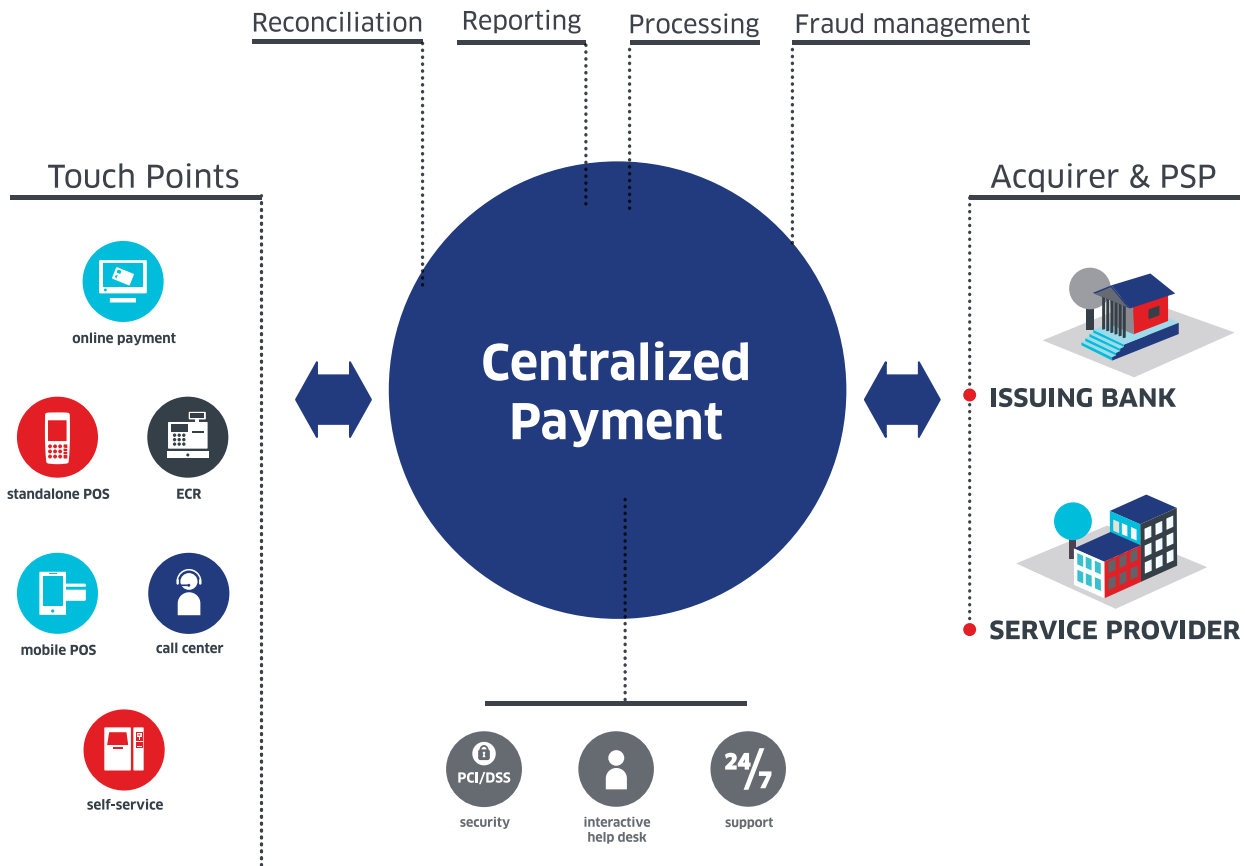 Reconciliation
Reporting
Processing
Fraud management
Touch Points
online payment
standalone POS
ECR
mobile POS
call center
self-service
Centralized
Payment
Acquirer & PSP
ISSUING BANK
SERVICE PROVIDER
PCI/DSS
security
interactive
help desk
24/7
support